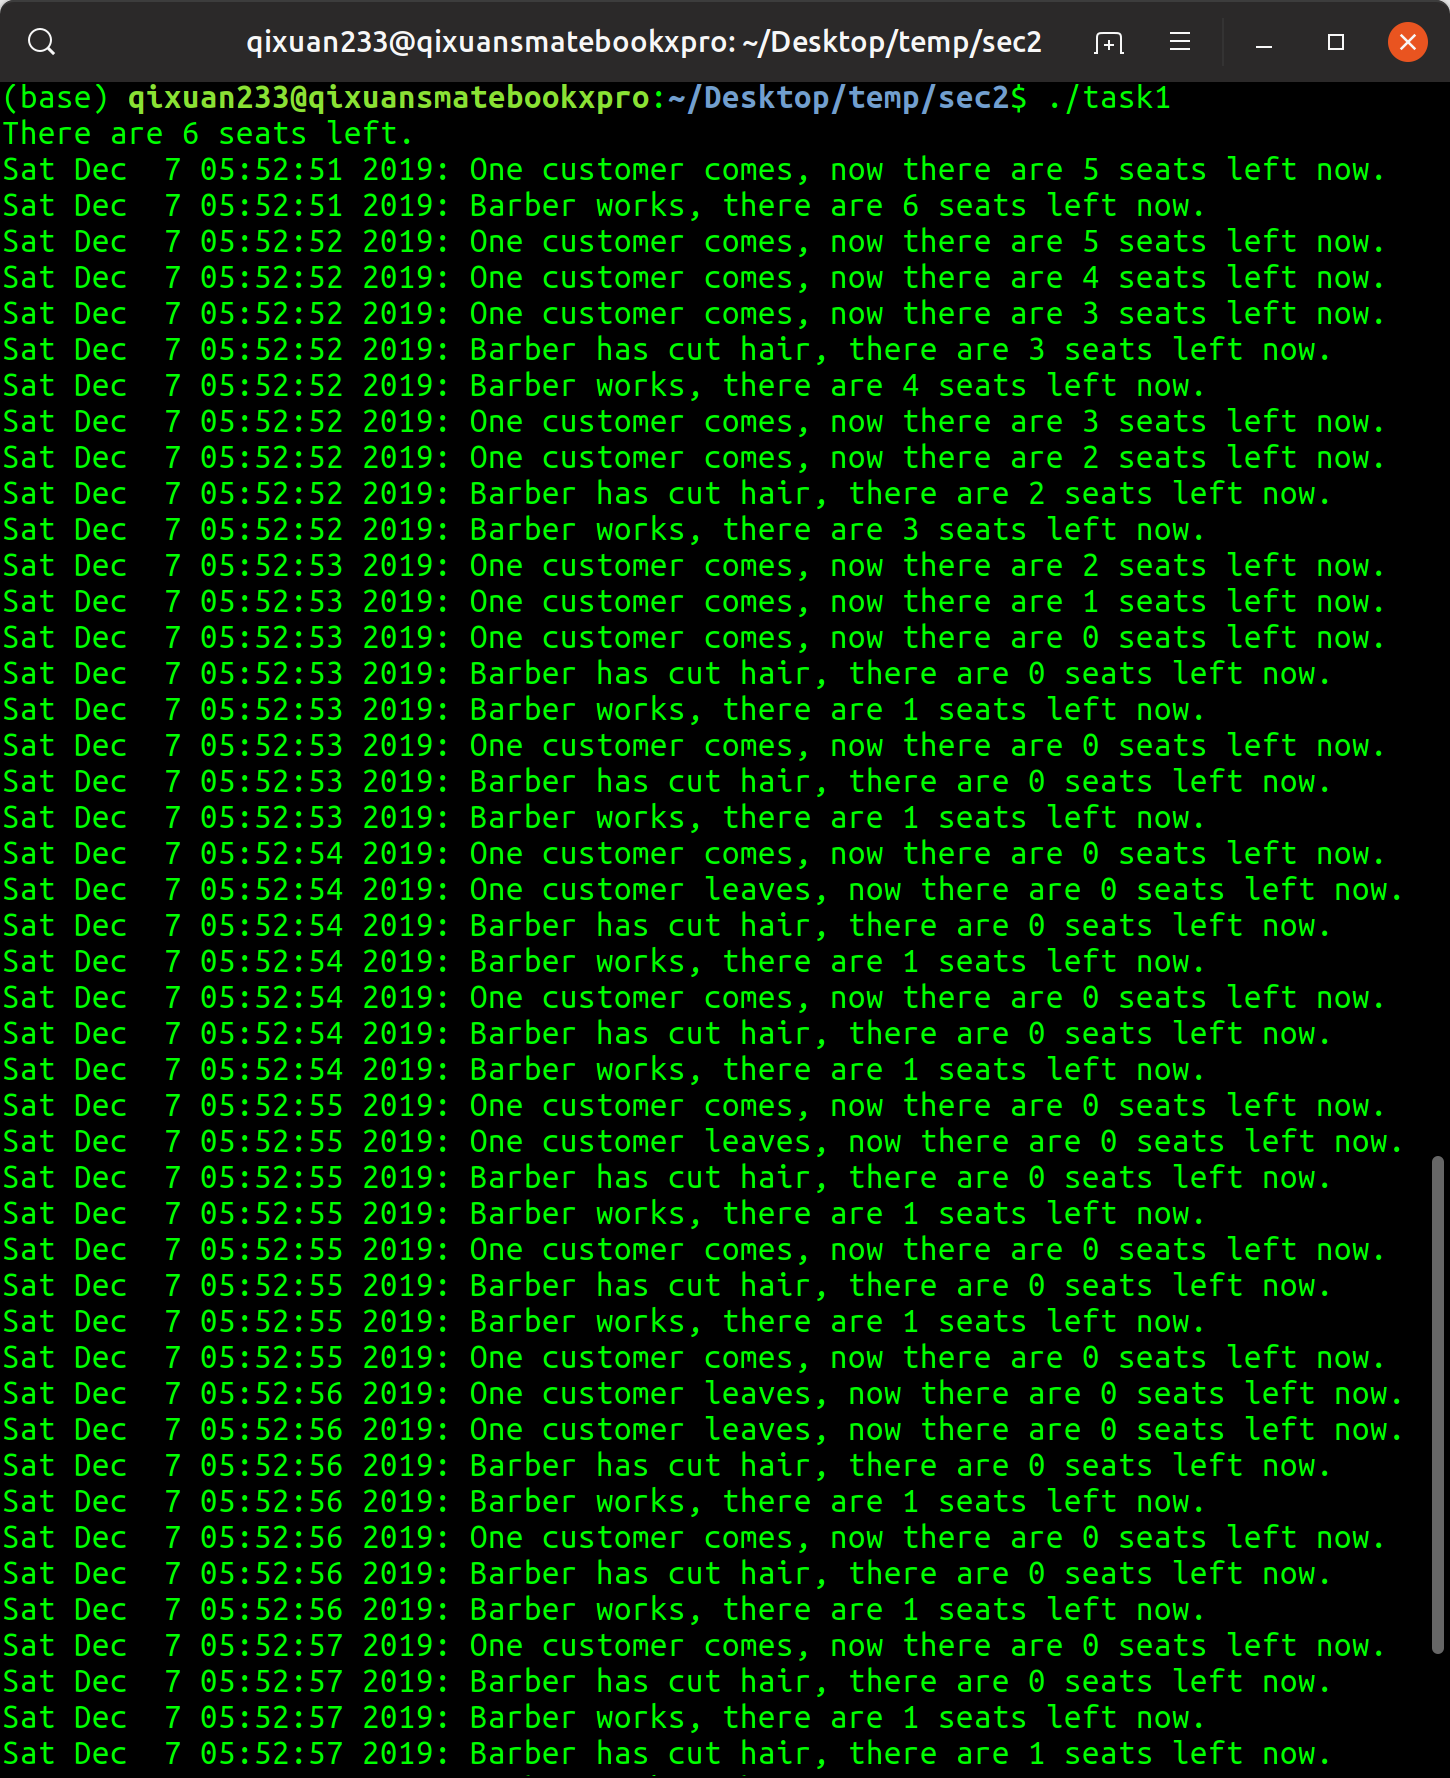 qixuan233@qixuansmatebookxpro: ~/Desktop/temp/sec2
(base) qixuan233@qixuansmatebookxpro:~/Desktop/temp/sec2$ ./task1
There are 6 seats left.
Sat Dec  7 05:52:51 2019: One customer comes, now there are 5 seats left now.
Sat Dec  7 05:52:51 2019: Barber works, there are 6 seats left now.
Sat Dec  7 05:52:52 2019: One customer comes, now there are 5 seats left now.
Sat Dec  7 05:52:52 2019: One customer comes, now there are 4 seats left now.
Sat Dec  7 05:52:52 2019: One customer comes, now there are 3 seats left now.
Sat Dec  7 05:52:52 2019: Barber has cut hair, there are 3 seats left now.
Sat Dec  7 05:52:52 2019: Barber works, there are 4 seats left now.
Sat Dec  7 05:52:52 2019: One customer comes, now there are 3 seats left now.
Sat Dec  7 05:52:52 2019: One customer comes, now there are 2 seats left now.
Sat Dec  7 05:52:52 2019: Barber has cut hair, there are 2 seats left now.
Sat Dec  7 05:52:52 2019: Barber works, there are 3 seats left now.
Sat Dec  7 05:52:53 2019: One customer comes, now there are 2 seats left now.
Sat Dec  7 05:52:53 2019: One customer comes, now there are 1 seats left now.
Sat Dec  7 05:52:53 2019: One customer comes, now there are 0 seats left now.
Sat Dec  7 05:52:53 2019: Barber has cut hair, there are 0 seats left now.
Sat Dec  7 05:52:53 2019: Barber works, there are 1 seats left now.
Sat Dec  7 05:52:53 2019: One customer comes, now there are 0 seats left now.
Sat Dec  7 05:52:53 2019: Barber has cut hair, there are 0 seats left now.
Sat Dec  7 05:52:53 2019: Barber works, there are 1 seats left now.
Sat Dec  7 05:52:54 2019: One customer comes, now there are 0 seats left now.
Sat Dec  7 05:52:54 2019: One customer leaves, now there are 0 seats left now.
Sat Dec  7 05:52:54 2019: Barber has cut hair, there are 0 seats left now.
Sat Dec  7 05:52:54 2019: Barber works, there are 1 seats left now.
Sat Dec  7 05:52:54 2019: One customer comes, now there are 0 seats left now.
Sat Dec  7 05:52:54 2019: Barber has cut hair, there are 0 seats left now.
Sat Dec  7 05:52:54 2019: Barber works, there are 1 seats left now.
Sat Dec  7 05:52:55 2019: One customer comes, now there are 0 seats left now.
Sat Dec  7 05:52:55 2019: One customer leaves, now there are 0 seats left now.
Sat Dec  7 05:52:55 2019: Barber has cut hair, there are 0 seats left now.
Sat Dec  7 05:52:55 2019: Barber works, there are 1 seats left now.
Sat Dec  7 05:52:55 2019: One customer comes, now there are 0 seats left now.
Sat Dec  7 05:52:55 2019: Barber has cut hair, there are 0 seats left now.
Sat Dec  7 05:52:55 2019: Barber works, there are 1 seats left now.
Sat Dec  7 05:52:55 2019: One customer comes, now there are 0 seats left now.
Sat Dec  7 05:52:56 2019: One customer leaves, now there are 0 seats left now.
Sat Dec  7 05:52:56 2019: One customer leaves, now there are 0 seats left now.
Sat Dec  7 05:52:56 2019: Barber has cut hair, there are 0 seats left now.
Sat Dec  7 05:52:56 2019: Barber works, there are 1 seats left now.
Sat Dec  7 05:52:56 2019: One customer comes, now there are 0 seats left now.
Sat Dec  7 05:52:56 2019: Barber has cut hair, there are 0 seats left now.
Sat Dec  7 05:52:56 2019: Barber works, there are 1 seats left now.
Sat Dec  7 05:52:57 2019: One customer comes, now there are 0 seats left now.
Sat Dec  7 05:52:57 2019: Barber has cut hair, there are 0 seats left now.
Sat Dec  7 05:52:57 2019: Barber works, there are 1 seats left now.
Sat Dec  7 05:52:57 2019: Barber has cut hair, there are 1 seats left now.